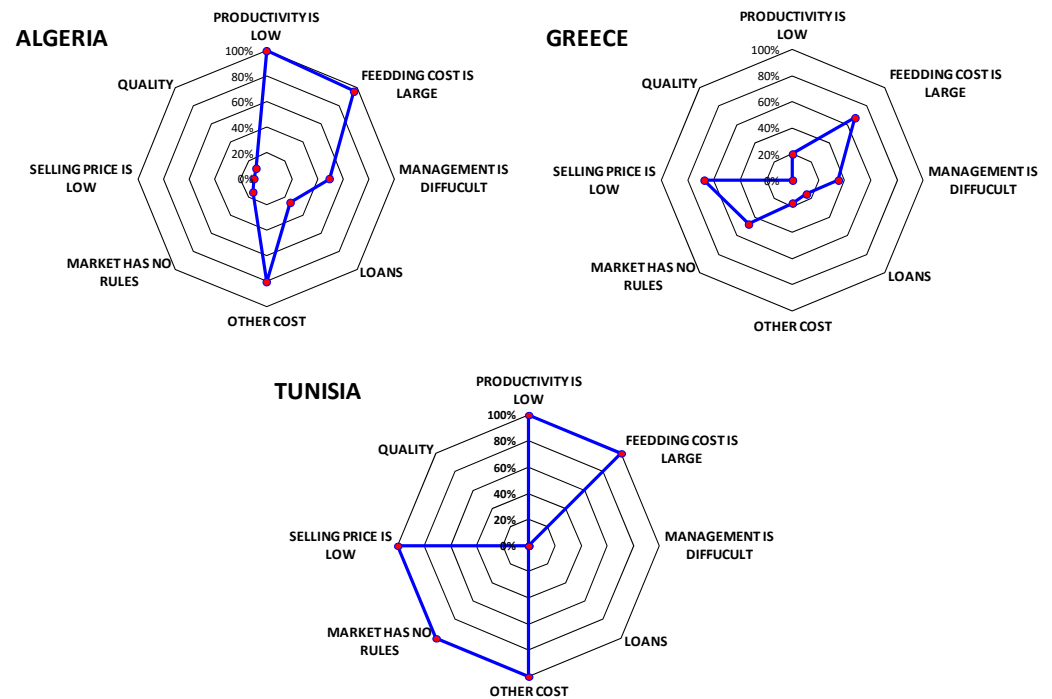 ALGERIA
PRODUCTIVITY IS
LOW
100%
80%
60%
40%
20%
0%
FEEDDING COST IS
LARGE
MANAGEMENT IS
DIFFUCULT
LOANS
OTHER COST
MARKET HAS NO
RULES
SELLING PRICE IS
LOW
QUALITY
GREECE
PRODUCTIVITY IS
LOW
100%
80%
60%
40%
20%
0%
FEEDDING COST IS
LARGE
MANAGEMENT IS
DIFFUCULT
LOANS
OTHER COST
MARKET HAS NO
RULES
SELLING PRICE IS
LOW
QUALITY
TUNISIA
PRODUCTIVITY IS
LOW
100%
80%
60%
40%
20%
0%
FEEDDING COST IS
LARGE
MANAGEMENT IS
DIFFUCULT
LOANS
OTHER COST
MARKET HAS NO
RULES
SELLING PRICE IS
LOW
QUALITY